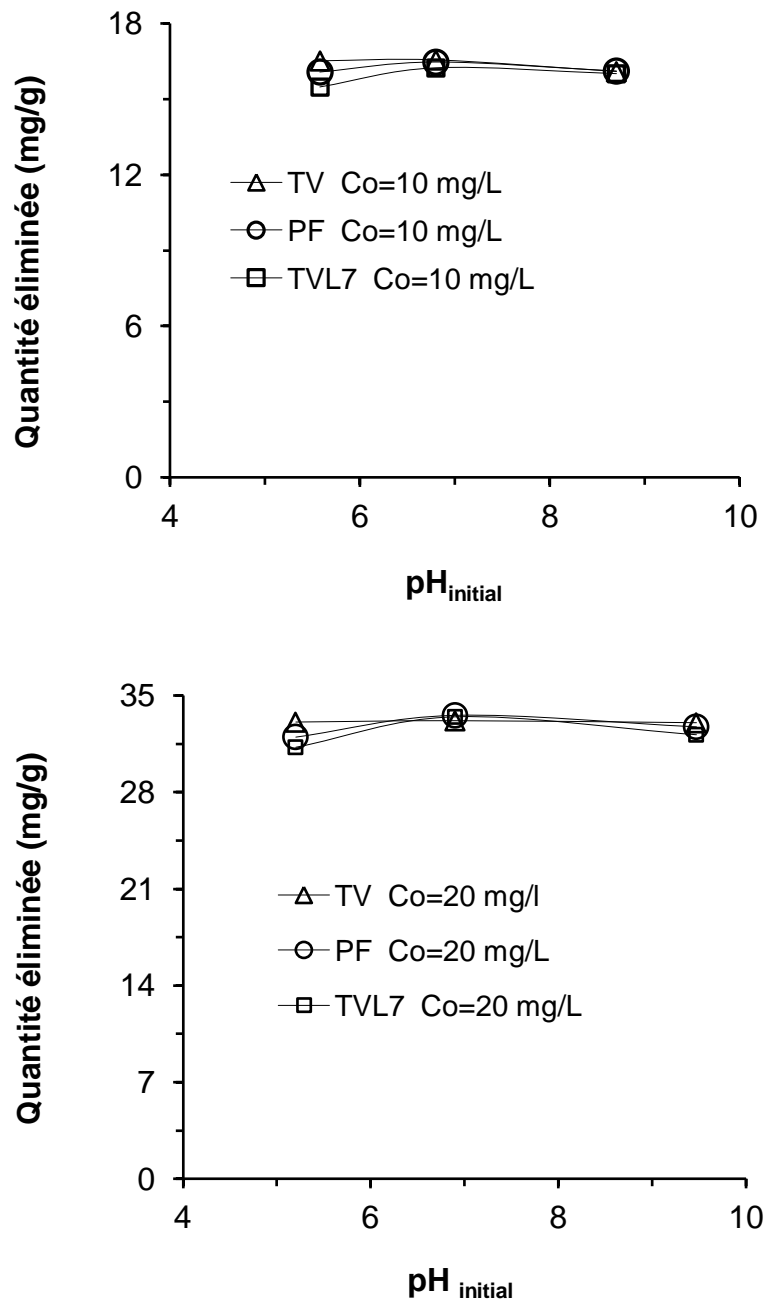 18
12
6
0
Quantité éliminée (mg/g)
TV Co=10 mg/L
PF Co=10 mg/L
TVL7 Co=10 mg/L
4 6 8 10
pHinitial
35
28
21
14
7
0
Quantité éliminée (mg/g)
TV Co=20 mg/l
PF Co=20 mg/L
TVL7 Co=20 mg/L
4 6 8 10
pH initial